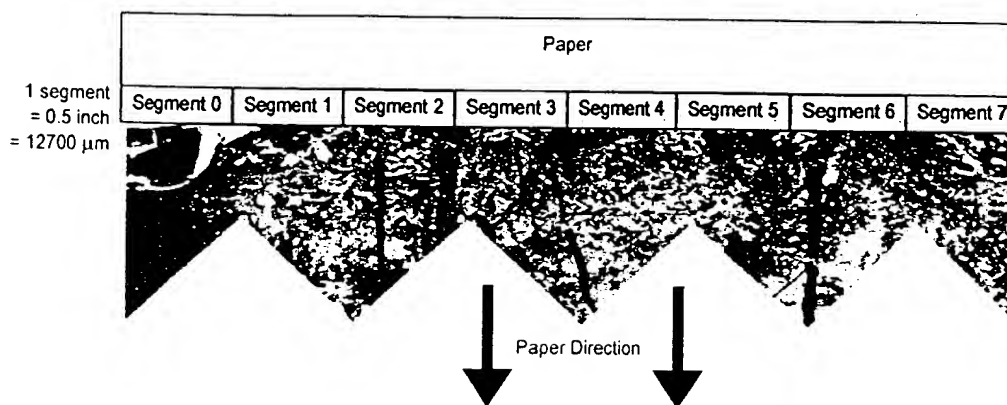 Paper
1 segment
= 0.5 inch
= 12700 μm
Segment 0 Segment 1 Segment 2 Segment 3 Segment 4 Segment 5 Segment 6 Segment 7
Paper Direction